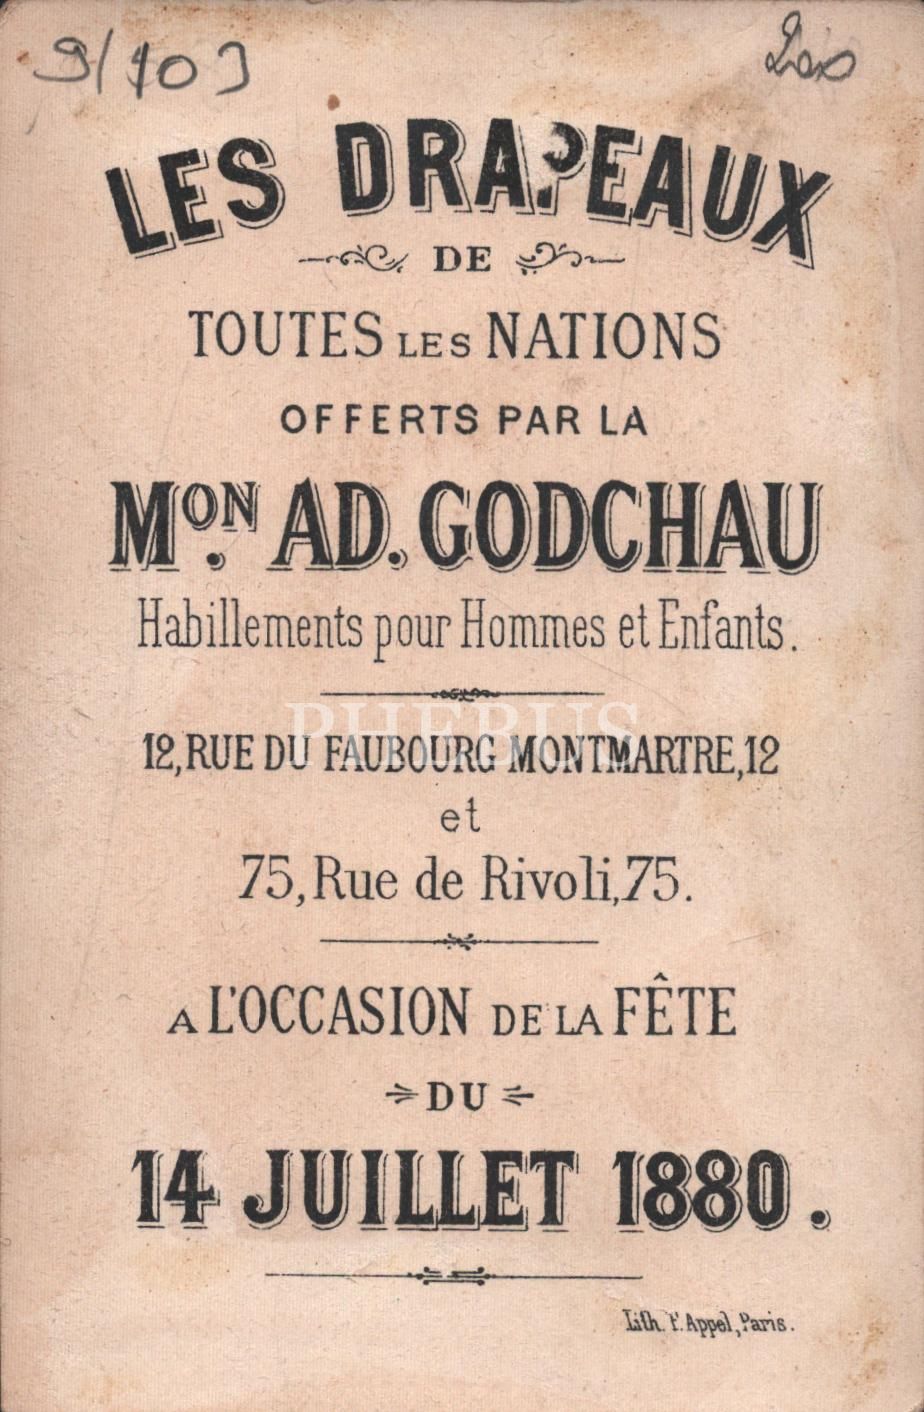 9/103
LES DRAPEAUX
DE
TOUTES LES NATIONS
OFFERTS PAR LA
MON. AD. GODCHAU
Habillements pour Hommes et Enfants.
PHEBUS
12, RUE DU FAUBOURG MONTMARTRE, 12
et
75, Rue de Rivoli, 75.
A L'OCCASION DE LA FÊTE
DU
14 JUILLET 1880.
Lith. F. Appel, Paris.